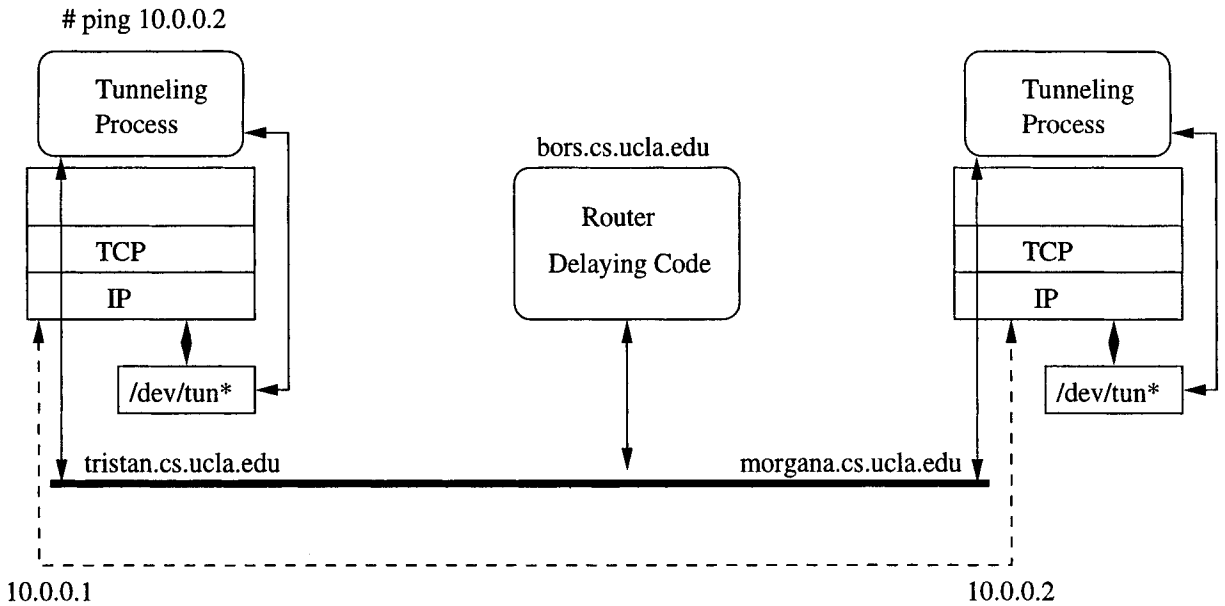 # ping 10.0.0.2
Tunneling
Process
Tunneling
Process
bors.cs.ucla.edu
Router
Delaying Code
TCP
IP
TCP
IP
/dev/tun*
/dev/tun*
tristan.cs.ucla.edu
morgana.cs.ucla.edu
10.0.0.1
10.0.0.2